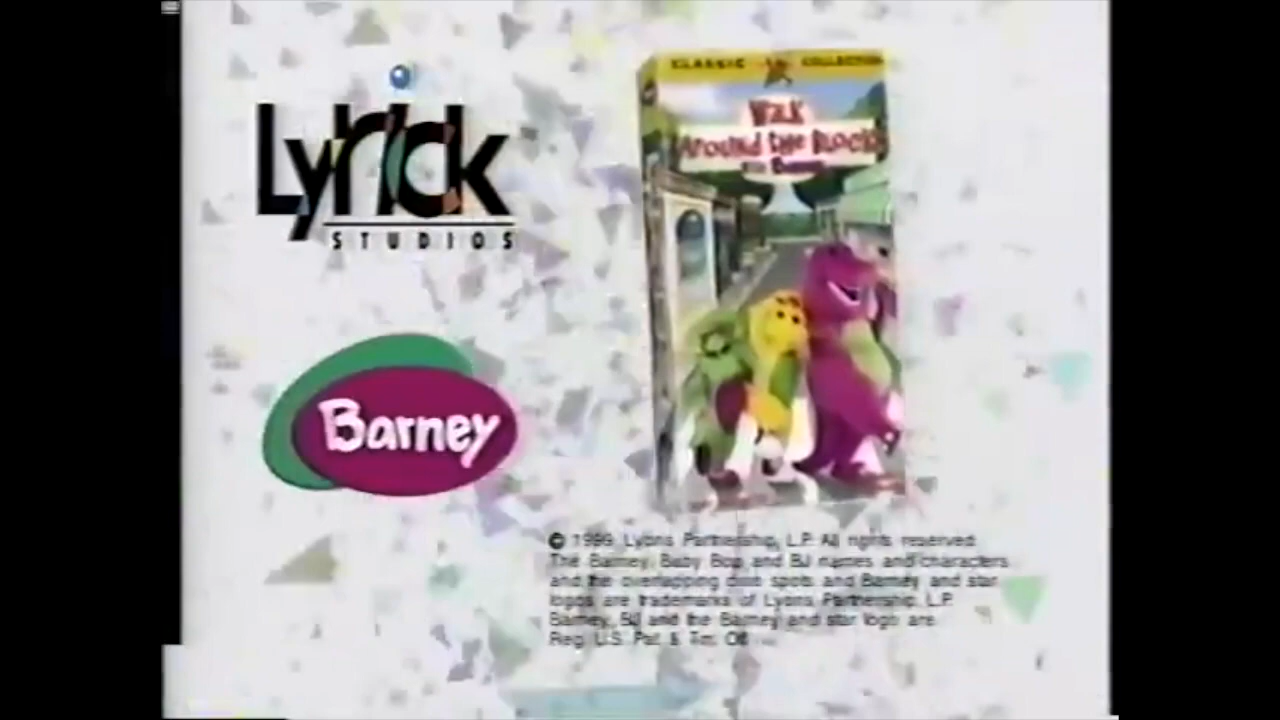 Lyrick
STUDIOS
Barney
CLASSIC COLLECTION
Walk
Around the Block
with Barney
© 1999 Lyons Partnership, L.P. All rights reserved.
The Barney, Baby Bop and BJ names and characters
and the overlapping dino spots and Barney and star
logos are trademarks of Lyons Partnership, L.P.
Barney, BJ and the Barney and star logo are
Reg. U.S. Pat. & Tm. Off.